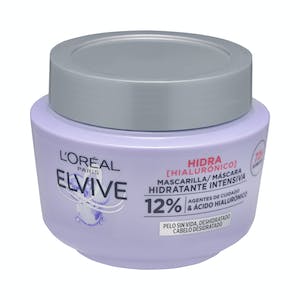 L'ORÉAL
PARIS
ELVIVE
HIDRA
[HIALURÓNICO]
MASCARILLA/ MÁSCARA
HIDRATANTE INTENSIVA
12% AGENTES DE CUIDADO
& ÁCIDO HIALURÓNICO
PELO SIN VIDA, DESHIDRATADO
CABELO DESIDRATADO